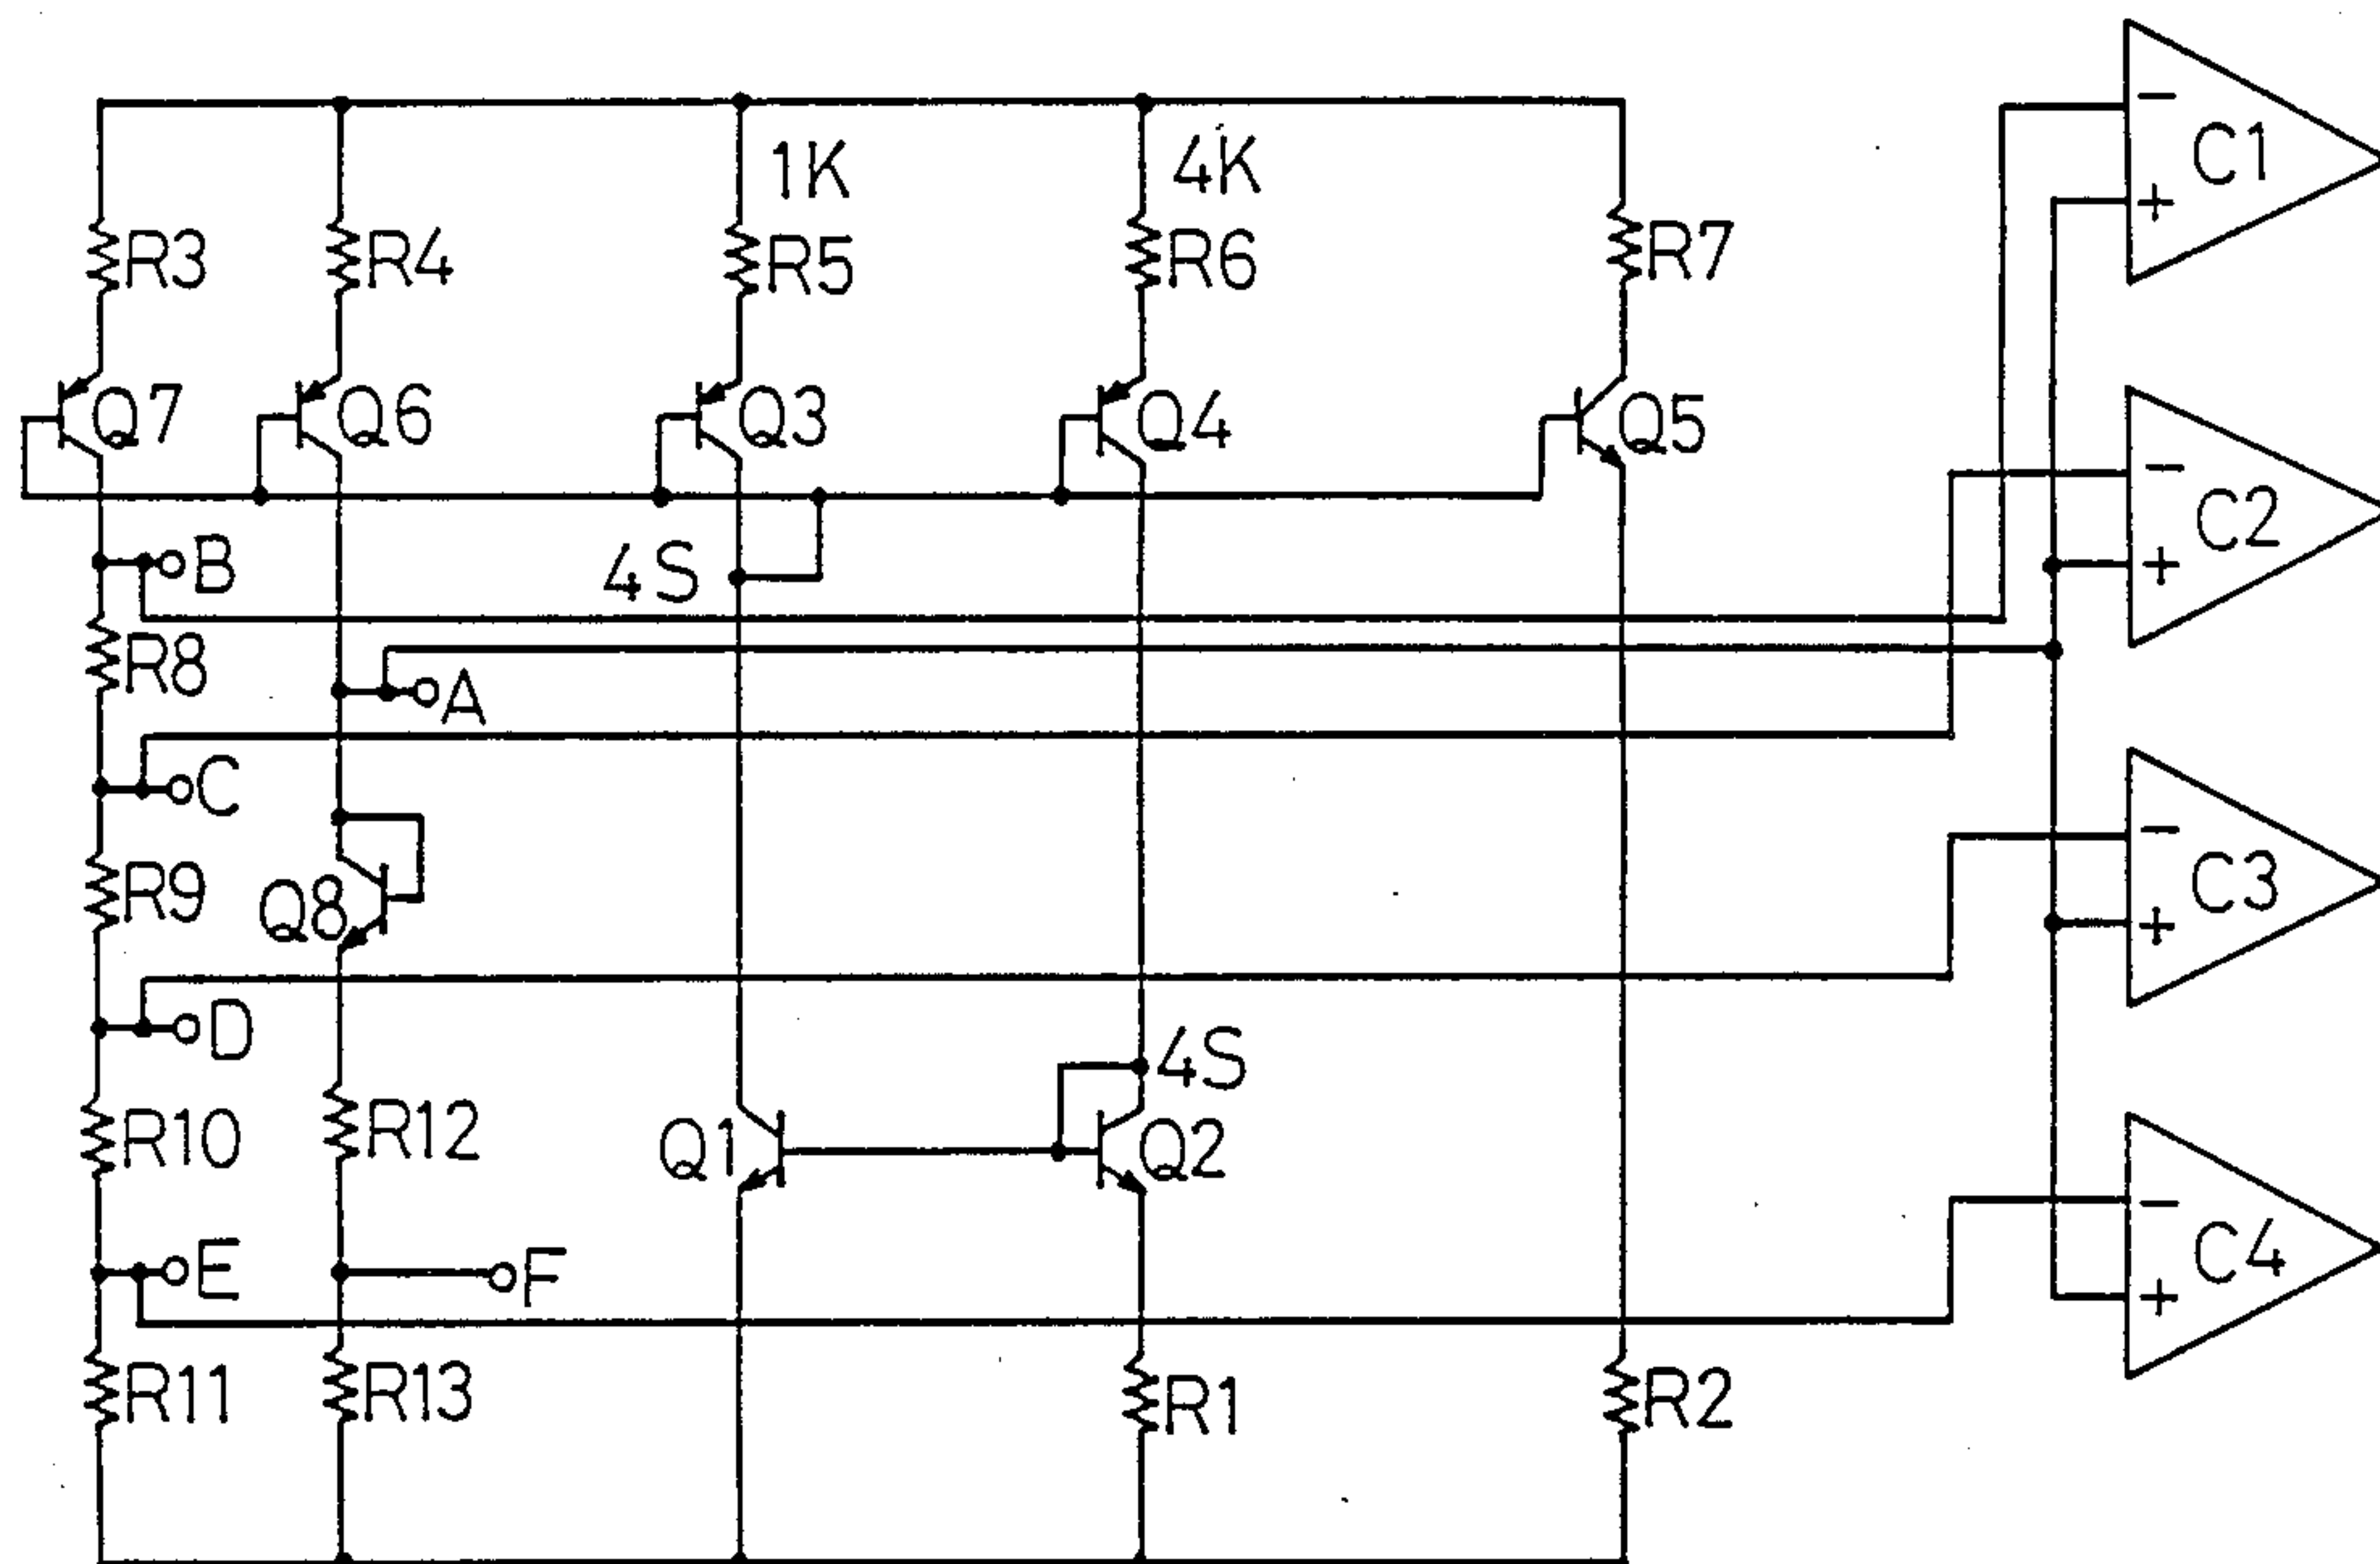 − C1
+
1K 4K
R3 R4 R5 R6 R7
− C2
+
Q7 Q6 Q3 Q4 Q5
B 4S
R8 A
C
− C3
+
R9 Q8
D 4S
R10 R12 Q1 Q2
− C4
+
E F
R11 R13 R1 R2